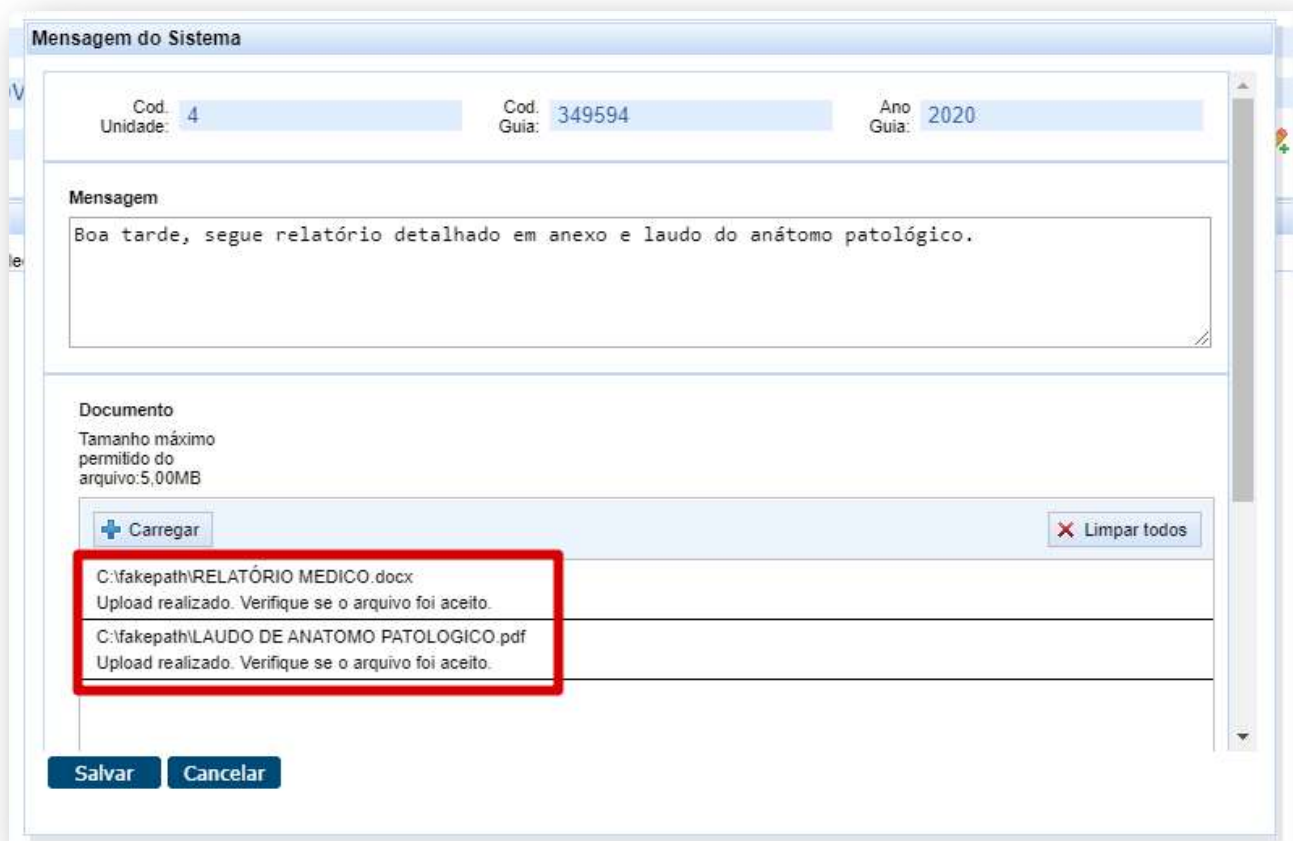 Mensagem do Sistema
Cod. Unidade: 4 Cod. Guia: 349594 Ano Guia: 2020
Mensagem
Boa tarde, segue relatório detalhado em anexo e laudo do anátomo patológico.
Documento
Tamanho máximo
permitido do
arquivo:5,00MB
Carregar Limpar todos
C:\fakepath\RELATÓRIO MEDICO.docx
Upload realizado. Verifique se o arquivo foi aceito.
C:\fakepath\LAUDO DE ANATOMO PATOLOGICO.pdf
Upload realizado. Verifique se o arquivo foi aceito.
Salvar Cancelar